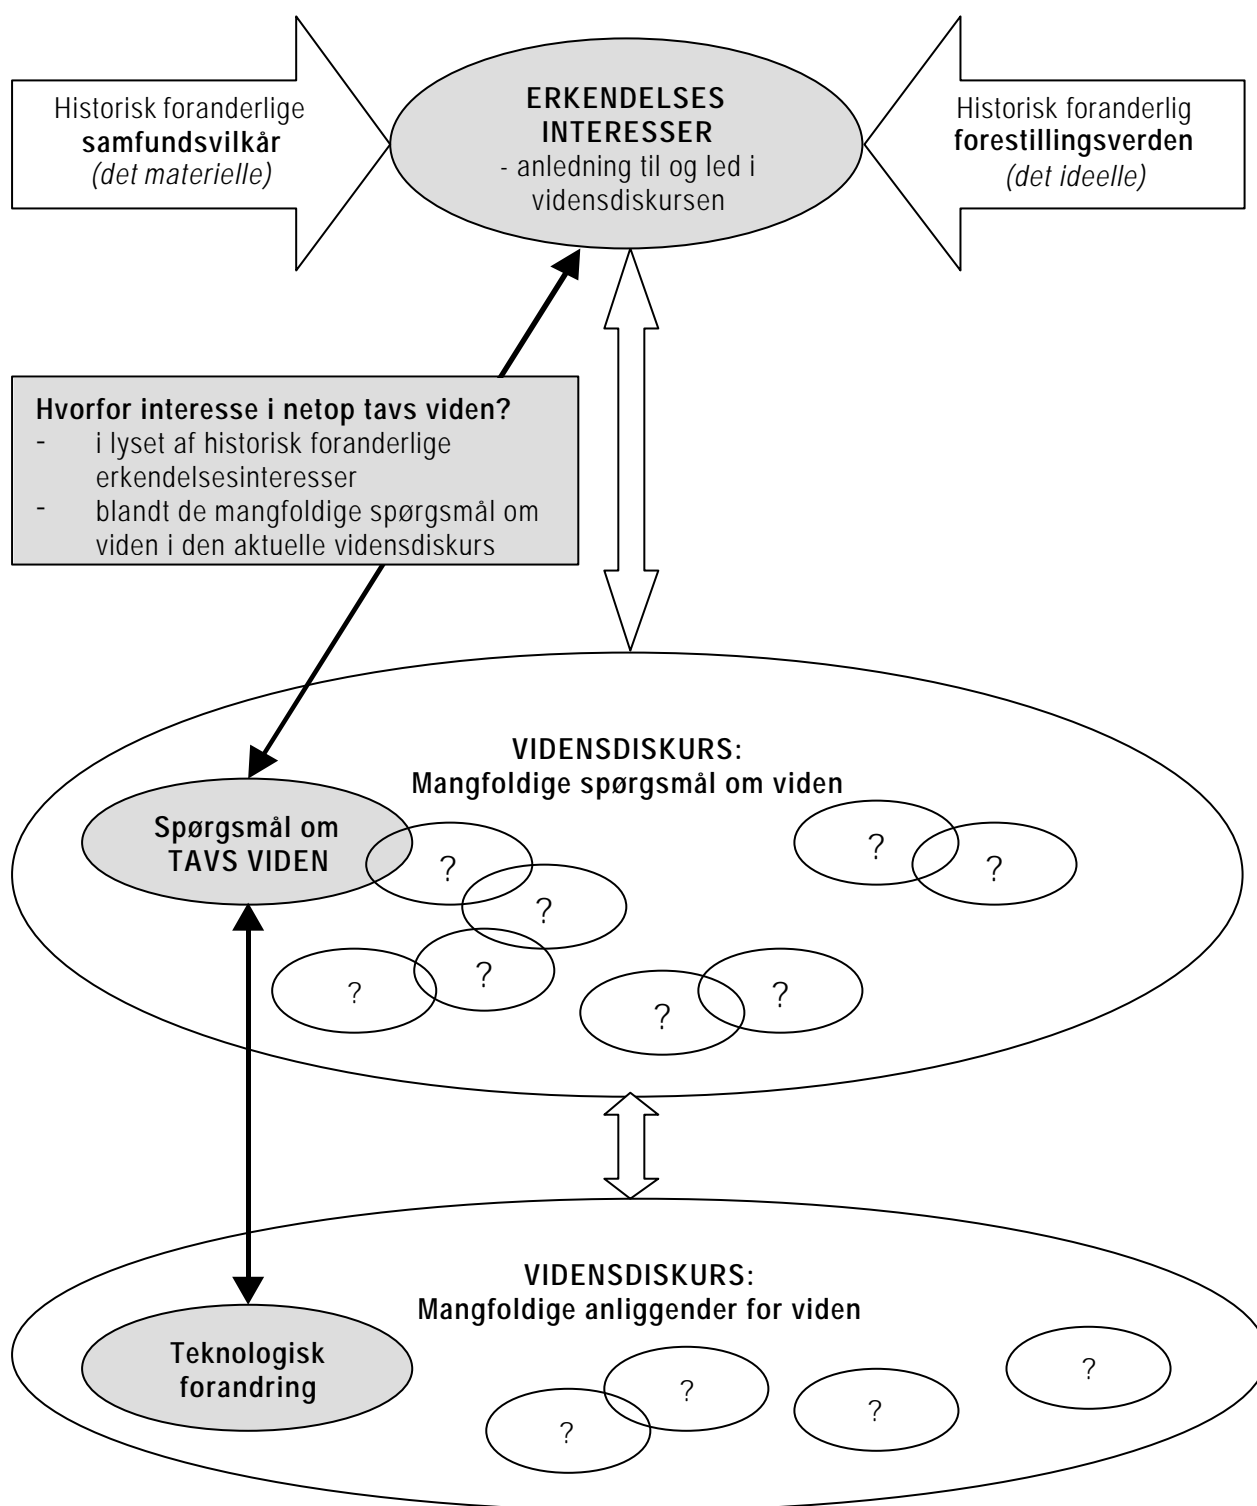 Historisk foranderlige
samfundsvilkår
(det materielle)
ERKENDELSES
INTERESSER
- anledning til og led i
vidensdiskursen
Historisk foranderlig
forestillingsverden
(det ideelle)
Hvorfor interesse i netop tavs viden?
- i lyset af historisk foranderlige
erkendelsesinteresser
- blandt de mangfoldige spørgsmål om
viden i den aktuelle vidensdiskurs
VIDENSDISKURS:
Mangfoldige spørgsmål om viden
Spørgsmål om
TAVS VIDEN
?
?
?
?
?
?
?
?
VIDENSDISKURS:
Mangfoldige anliggender for viden
Teknologisk
forandring
?
?
?
?